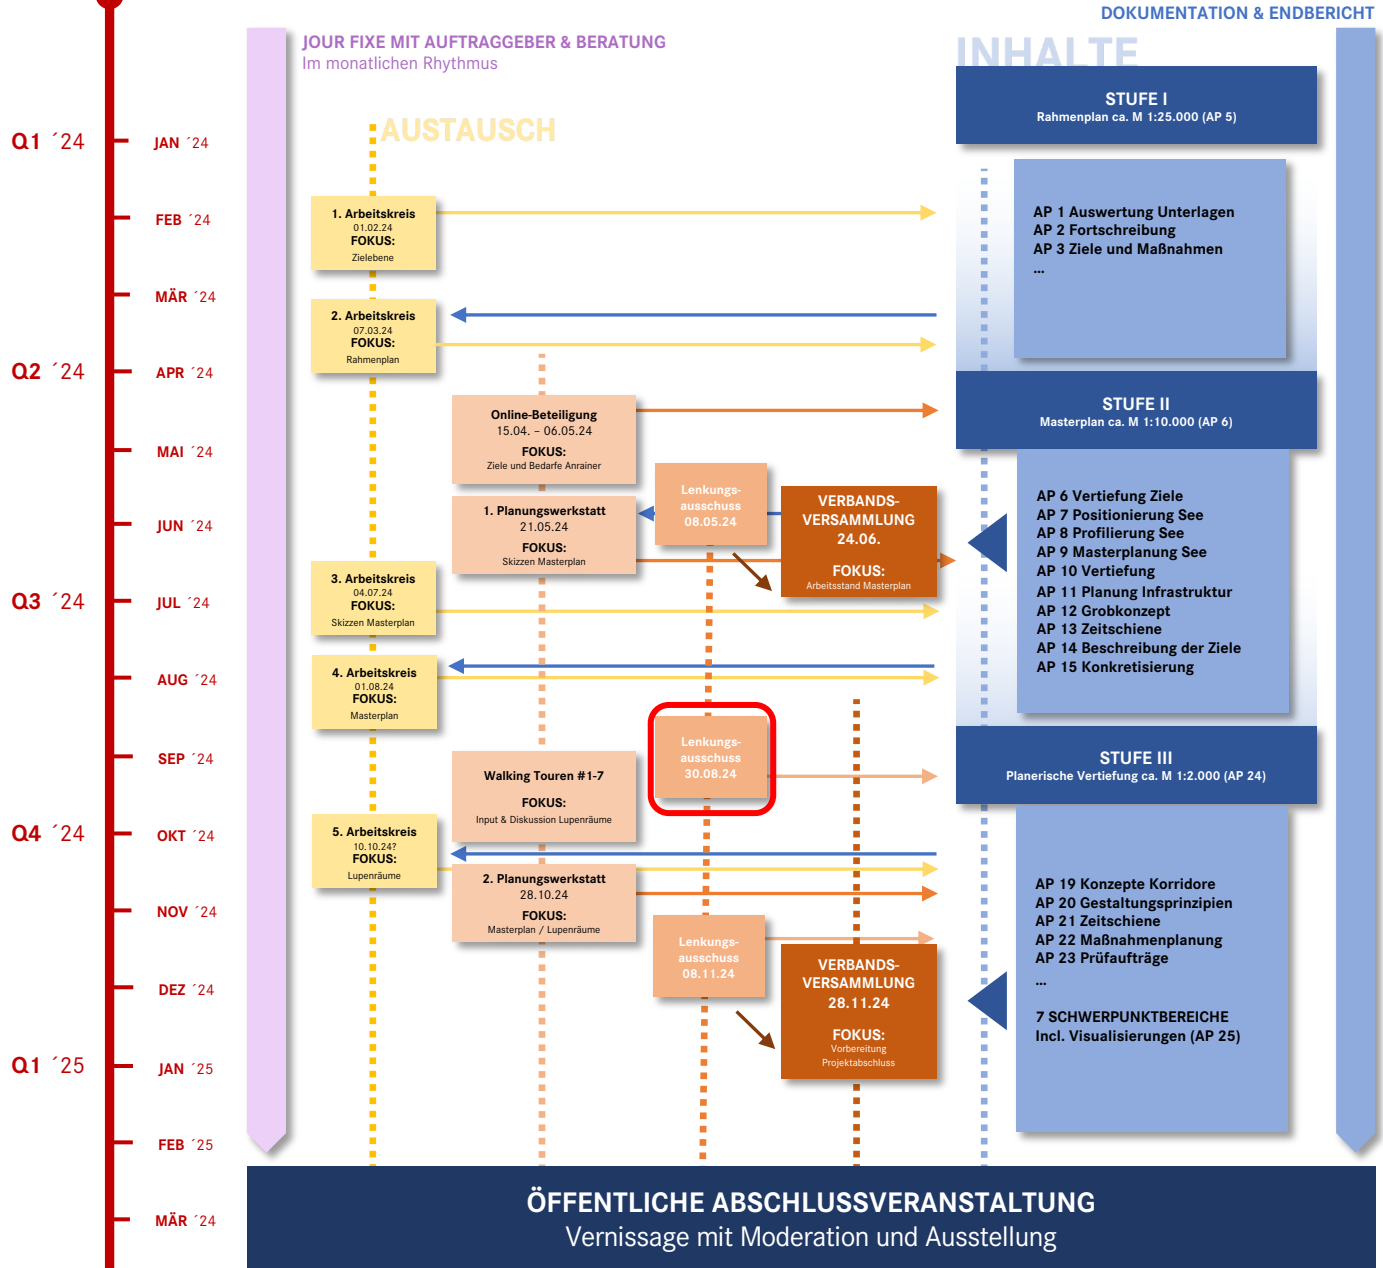 DOKUMENTATION & ENDBERICHT
JOUR FIXE MIT AUFTRAGGEBER & BERATUNG
Im monatlichen Rhythmus
INHALTE
AUSTAUSCH
Q1 ´24
JAN ´24
FEB ´24
MÄR ´24
Q2 ´24
APR ´24
MAI ´24
JUN ´24
Q3 ´24
JUL ´24
AUG ´24
SEP ´24
Q4 ´24
OKT ´24
NOV ´24
DEZ ´24
Q1 ´25
JAN ´25
FEB ´25
MÄR ´24
1. Arbeitskreis
01.02.24
FOKUS:
Zielebene
2. Arbeitskreis
07.03.24
FOKUS:
Rahmenplan
3. Arbeitskreis
04.07.24
FOKUS:
Skizzen Masterplan
4. Arbeitskreis
01.08.24
FOKUS:
Masterplan
5. Arbeitskreis
10.10.24?
FOKUS:
Lupenräume
Online-Beteiligung
15.04. – 06.05.24
FOKUS:
Ziele und Bedarfe Anrainer
1. Planungswerkstatt
21.05.24
FOKUS:
Skizzen Masterplan
Walking Touren #1-7
FOKUS:
Input & Diskussion Lupenräume
2. Planungswerkstatt
28.10.24
FOKUS:
Masterplan / Lupenräume
Lenkungs-
ausschuss
08.05.24
Lenkungs-
ausschuss
30.08.24
Lenkungs-
ausschuss
08.11.24
VERBANDS-
VERSAMMLUNG
24.06.
FOKUS:
Arbeitsstand Masterplan
VERBANDS-
VERSAMMLUNG
28.11.24
FOKUS:
Vorbereitung
Projektabschluss
STUFE I
Rahmenplan ca. M 1:25.000 (AP 5)
AP 1 Auswertung Unterlagen
AP 2 Fortschreibung
AP 3 Ziele und Maßnahmen
...
STUFE II
Masterplan ca. M 1:10.000 (AP 6)
AP 6 Vertiefung Ziele
AP 7 Positionierung See
AP 8 Profilierung See
AP 9 Masterplanung See
AP 10 Vertiefung
AP 11 Planung Infrastruktur
AP 12 Grobkonzept
AP 13 Zeitschiene
AP 14 Beschreibung der Ziele
AP 15 Konkretisierung
STUFE III
Planerische Vertiefung ca. M 1:2.000 (AP 24)
AP 19 Konzepte Korridore
AP 20 Gestaltungsprinzipien
AP 21 Zeitschiene
AP 22 Maßnahmenplanung
AP 23 Prüfaufträge
...
7 SCHWERPUNKTBEREICHE
Incl. Visualisierungen (AP 25)
ÖFFENTLICHE ABSCHLUSSVERANSTALTUNG
Vernissage mit Moderation und Ausstellung